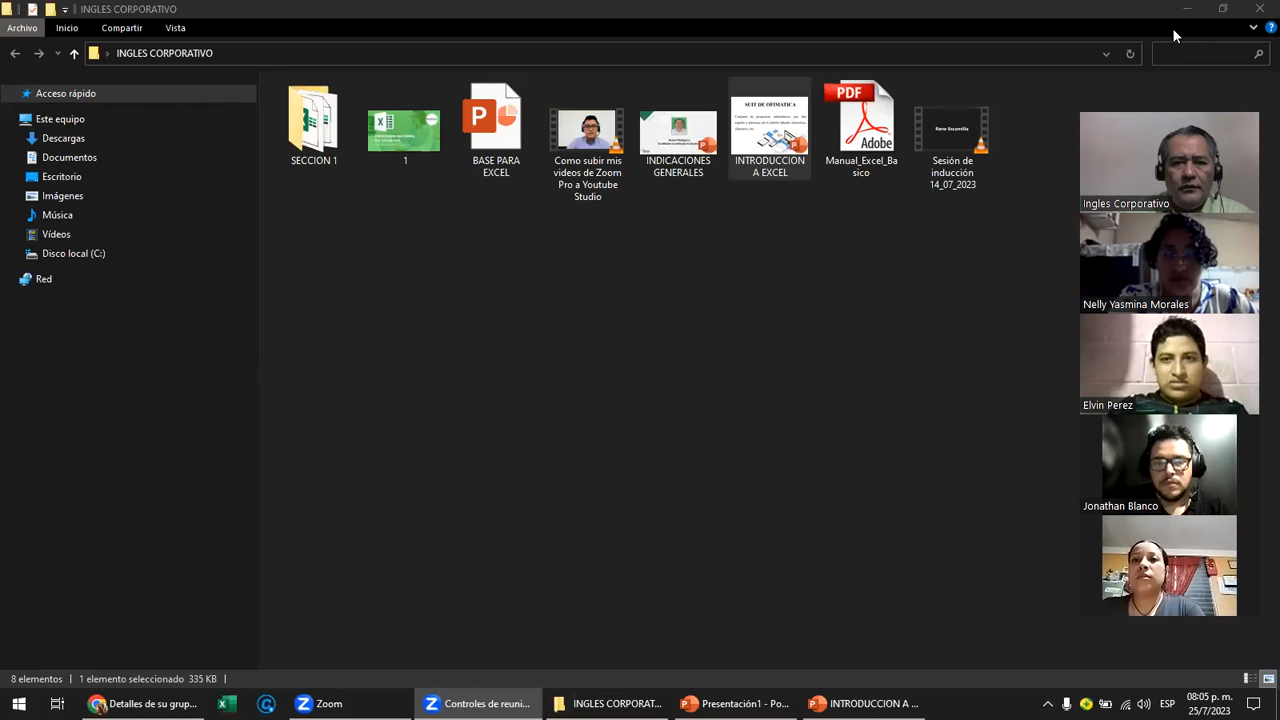 INGLES CORPORATIVO
Archivo
Inicio
Compartir
Vista
INGLES CORPORATIVO
Acceso rápido
Este equipo
Descargas
Documentos
Escritorio
Imágenes
Música
Vídeos
Disco local (C:)
Red
SECCION 1
1
BASE PARA
EXCEL
Como subir mis
videos de Zoom
Pro a Youtube
Studio
INDICACIONES
GENERALES
SUIT DE OFIMATICA
INTRODUCCION
A EXCEL
PDF
Adobe
Manual_Excel_Ba
sico
Rene Escamilla
Sesión de
inducción
14_07_2023
Ingles Corporativo
Nelly Yasmina Morales
Elvin Perez
Jonathan Blanco
8 elementos
1 elemento seleccionado 335 KB
Detalles de su grup...
Zoom
Controles de reuni...
INGLES CORPORAT...
Presentación1 - Po...
INTRODUCCION A ...
ESP
08:05 p. m.
25/7/2023